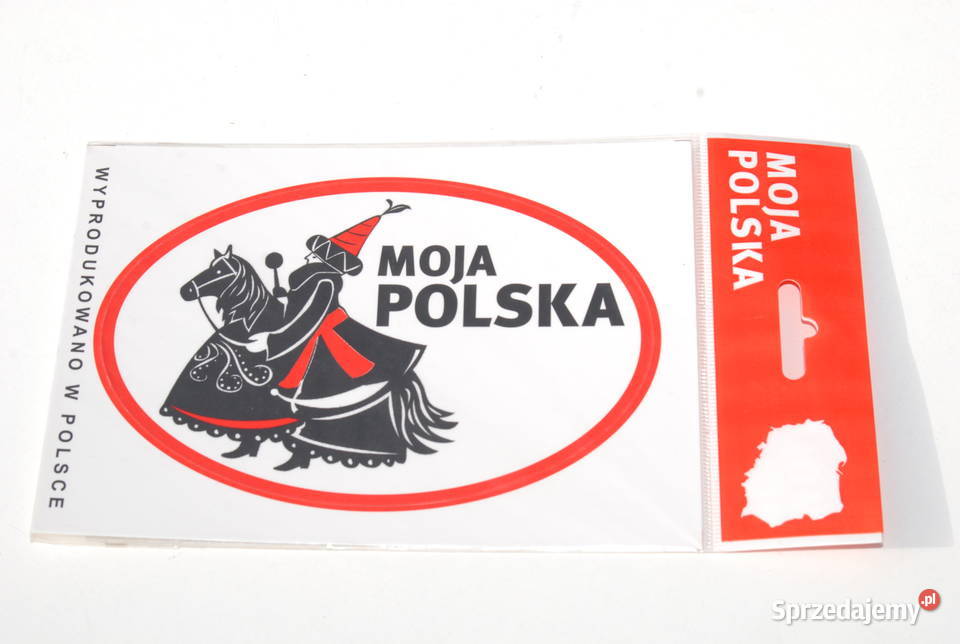 WYPRODUKOWANO W POLSCE
MOJA
POLSKA
MOJA
POLSKA
Sprzedajemy.pl